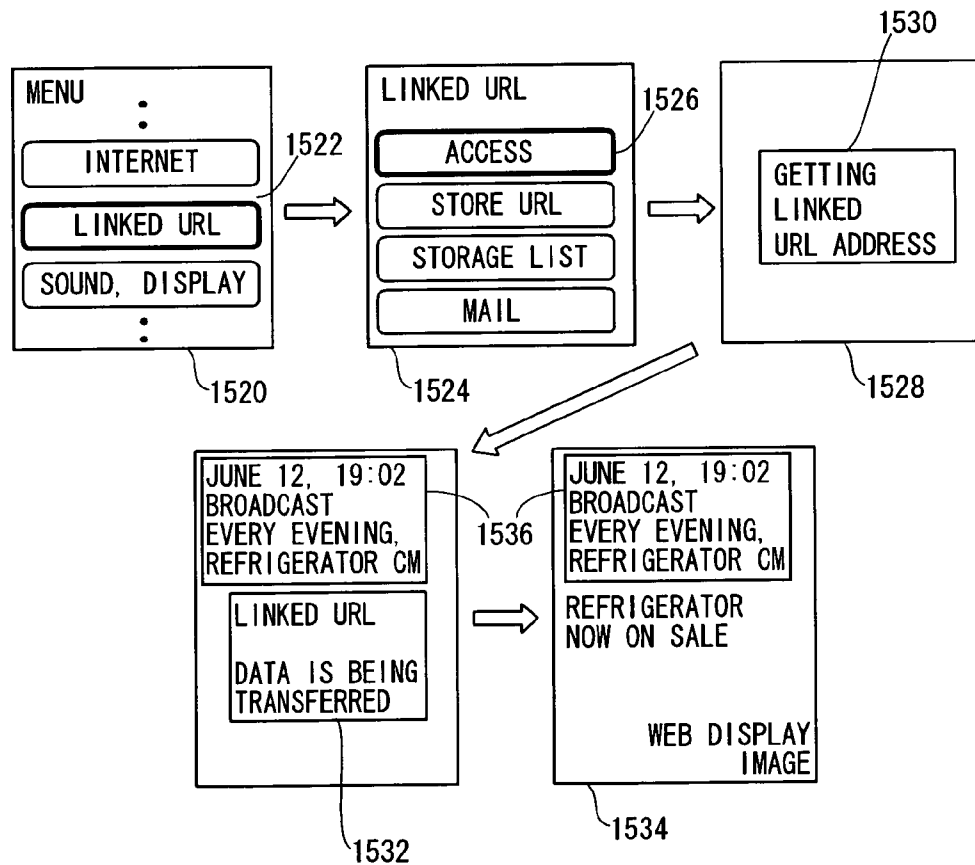 1530
MENU
INTERNET
1522
LINKED URL
SOUND, DISPLAY
1520
LINKED URL
1526
ACCESS
STORE URL
STORAGE LIST
MAIL
1524
GETTING
LINKED
URL ADDRESS
1528
JUNE 12, 19:02
BROADCAST
EVERY EVENING,
REFRIGERATOR CM
1536
LINKED URL
DATA IS BEING
TRANSFERRED
1532
JUNE 12, 19:02
BROADCAST
EVERY EVENING,
REFRIGERATOR CM
REFRIGERATOR
NOW ON SALE
WEB DISPLAY
IMAGE
1534